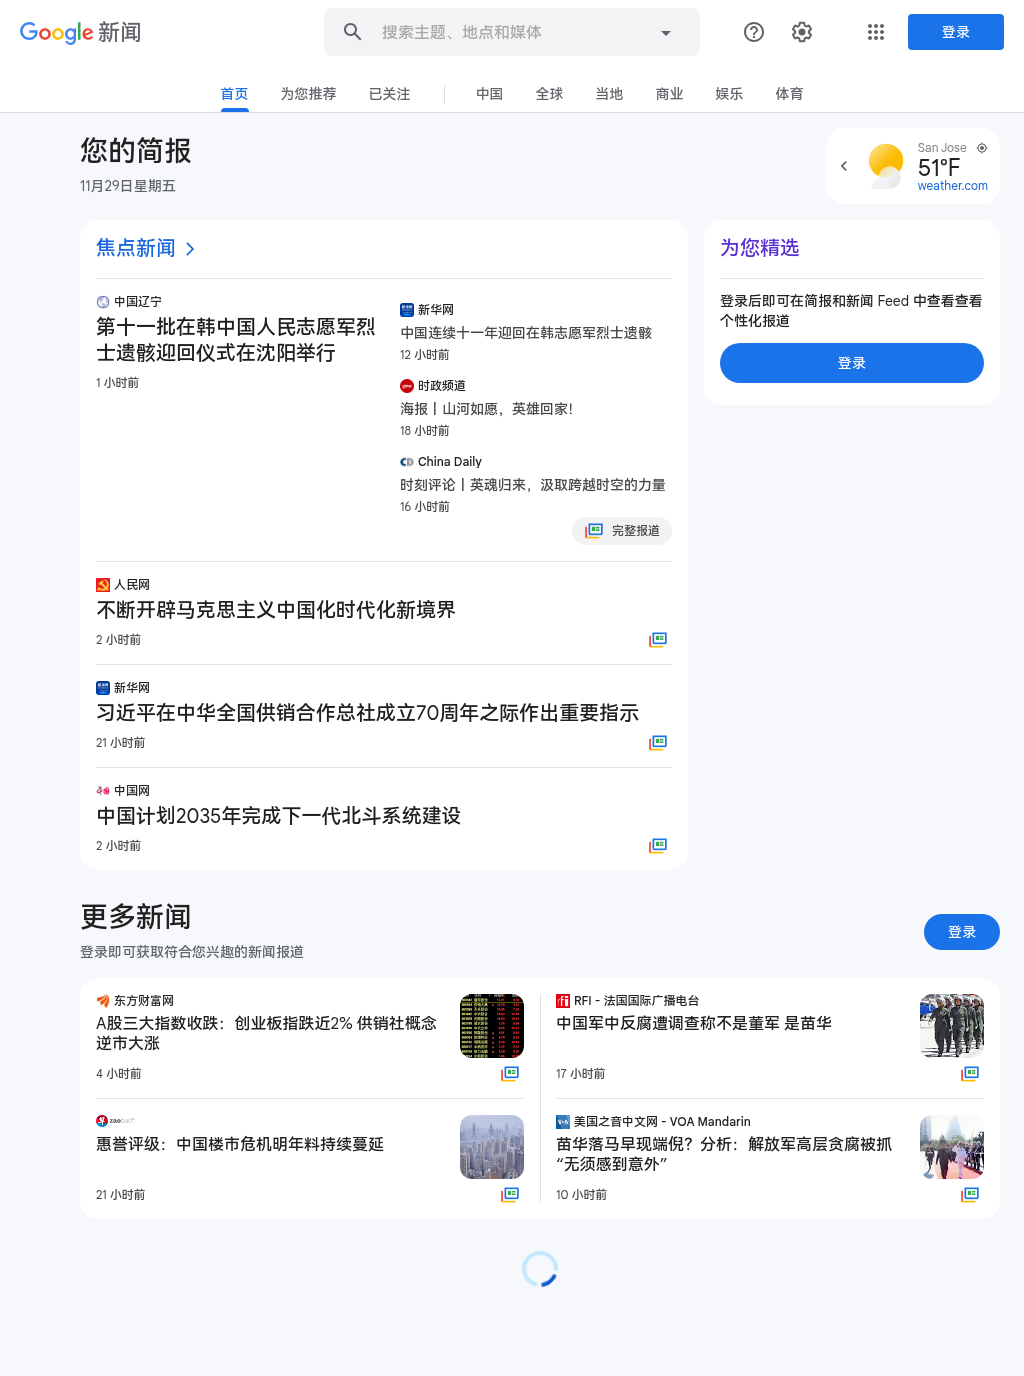 Google 新闻
搜索主题、地点和媒体
登录
首页
为您推荐
已关注
中国
全球
当地
商业
娱乐
体育
您的简报
11月29日星期五
San Jose
51°F
weather.com
焦点新闻
中国辽宁
第十一批在韩中国人民志愿军烈
士遗骸迎回仪式在沈阳举行
1 小时前
新华网
中国连续十一年迎回在韩志愿军烈士遗骸
12 小时前
时政频道
海报丨山河如愿，英雄回家！
18 小时前
China Daily
时刻评论丨英魂归来，汲取跨越时空的力量
16 小时前
完整报道
人民网
不断开辟马克思主义中国化时代化新境界
2 小时前
新华网
习近平在中华全国供销合作总社成立70周年之际作出重要指示
21 小时前
中国网
中国计划2035年完成下一代北斗系统建设
2 小时前
为您精选
登录后即可在简报和新闻 Feed 中查看查看
个性化报道
登录
更多新闻
登录即可获取符合您兴趣的新闻报道
登录
东方财富网
A股三大指数收跌：创业板指跌近2% 供销社概念
逆市大涨
4 小时前
zaobao
惠誉评级：中国楼市危机明年料持续蔓延
21 小时前
rfi
RFI - 法国国际广播电台
中国军中反腐遭调查称不是董军 是苗华
17 小时前
VOA
美国之音中文网 - VOA Mandarin
苗华落马早现端倪？分析：解放军高层贪腐被抓
“无须感到意外”
10 小时前